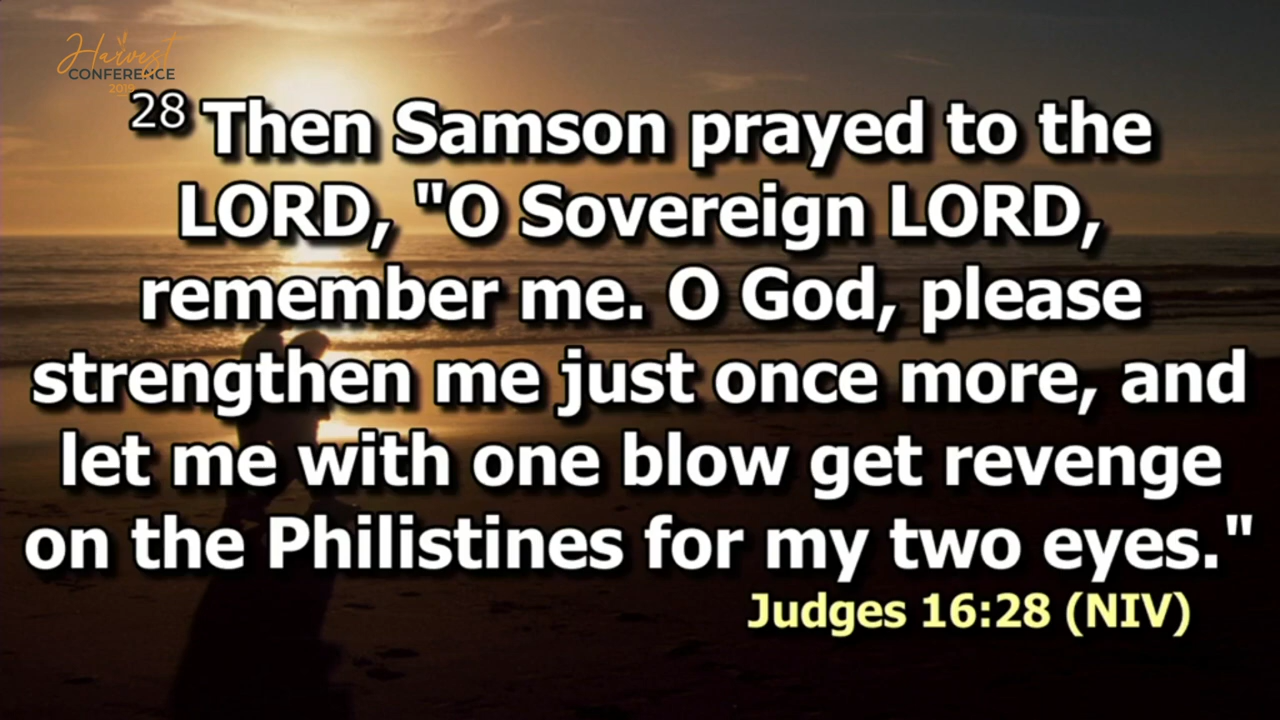 Harvest
CONFERENCE
2019
28 Then Samson prayed to the
LORD, "O Sovereign LORD,
remember me. O God, please
strengthen me just once more, and
let me with one blow get revenge
on the Philistines for my two eyes."
Judges 16:28 (NIV)